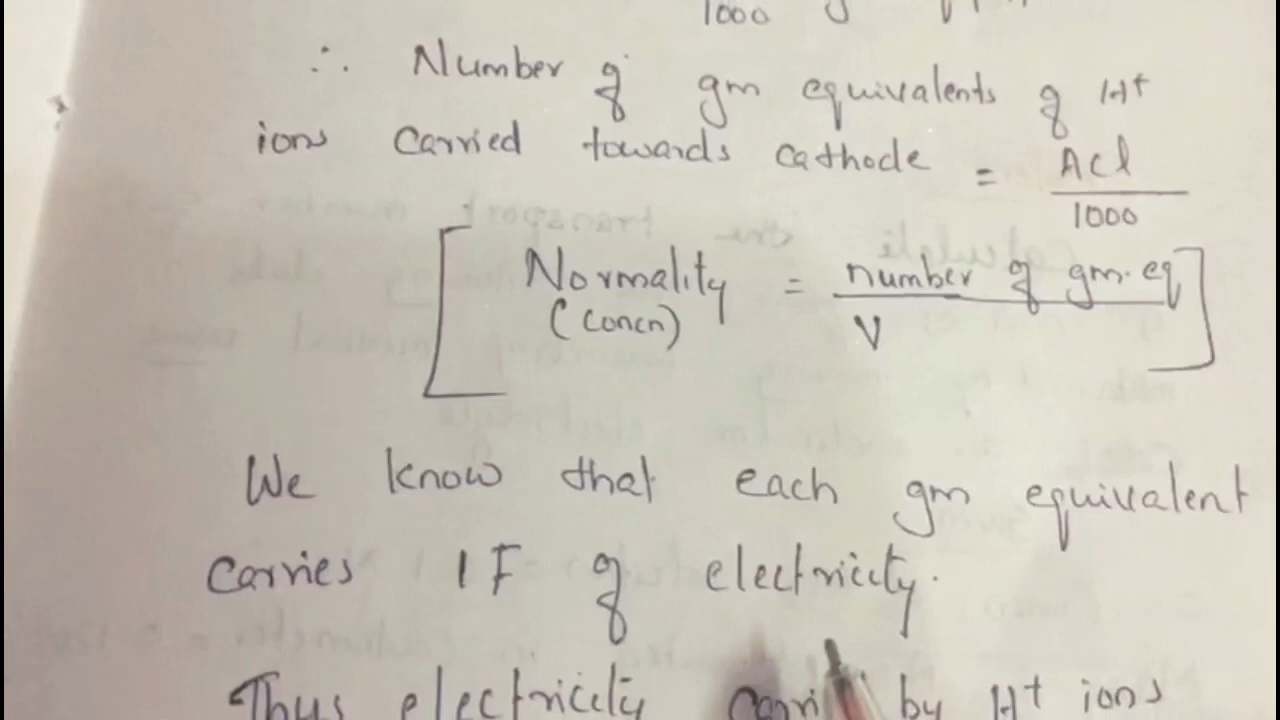 1000
∴ Number of gm equivalents of H⁺
ions carried towards cathode = Acl / 1000
[ Normality = number of gm. eq / V ]
(concn)
We know that each gm equivalent
carries 1 F of electricity.
Thus electricity by H⁺ ions